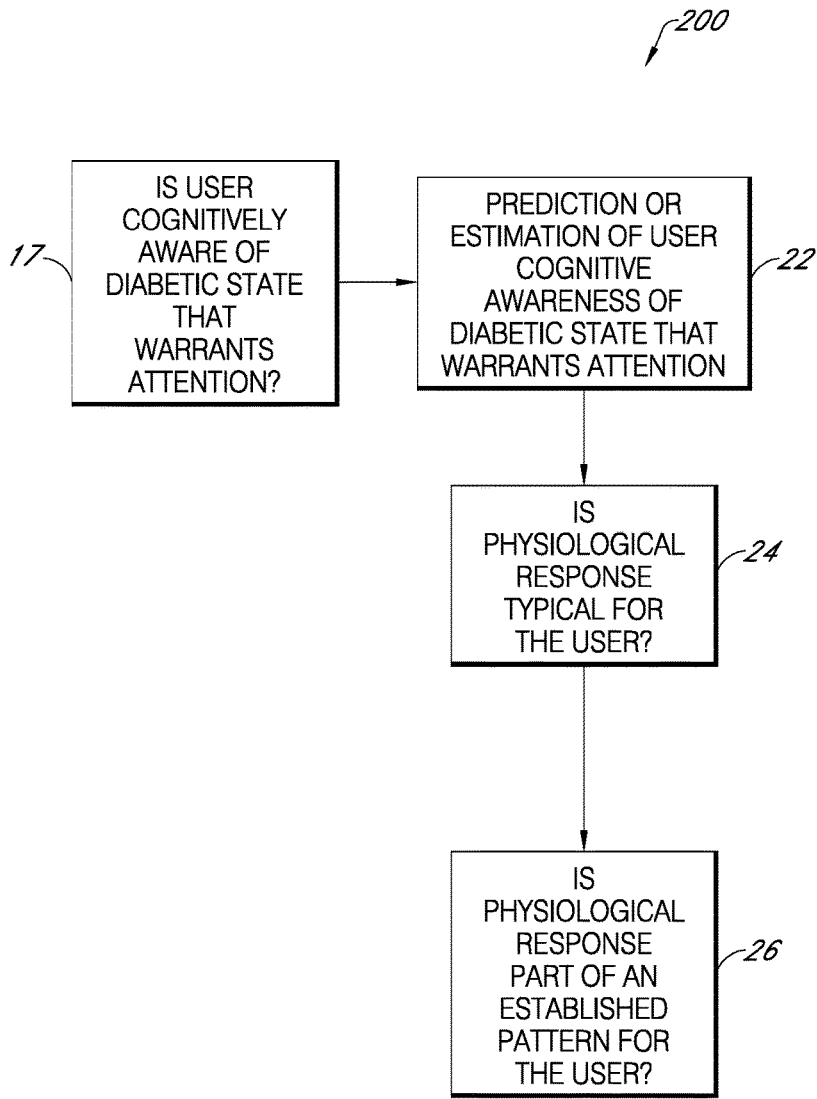 200
IS USER
COGNITIVELY
AWARE OF
DIABETIC STATE
THAT
WARRANTS
ATTENTION?
17
PREDICTION OR
ESTIMATION OF USER
COGNITIVE
AWARENESS OF
DIABETIC STATE THAT
WARRANTS ATTENTION
22
IS
PHYSIOLOGICAL
RESPONSE
TYPICAL FOR
THE USER?
24
IS
PHYSIOLOGICAL
RESPONSE
PART OF AN
ESTABLISHED
PATTERN FOR
THE USER?
26